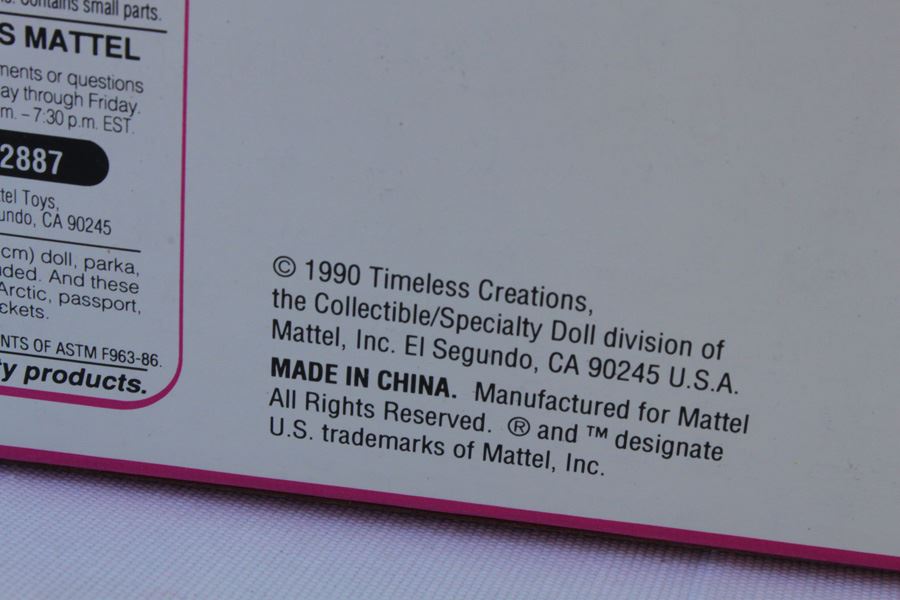 contains small parts.
S MATTEL
ments or questions
ay through Friday.
m. – 7:30 p.m. EST.
2887
tel Toys,
undo, CA 90245
cm) doll, parka,
uded. And these
Arctic, passport,
ckets.
NTS OF ASTM F963-86.
ty products.
© 1990 Timeless Creations,
the Collectible/Specialty Doll division of
Mattel, Inc. El Segundo, CA 90245 U.S.A.
MADE IN CHINA. Manufactured for Mattel
All Rights Reserved. ® and ™ designate
U.S. trademarks of Mattel, Inc.